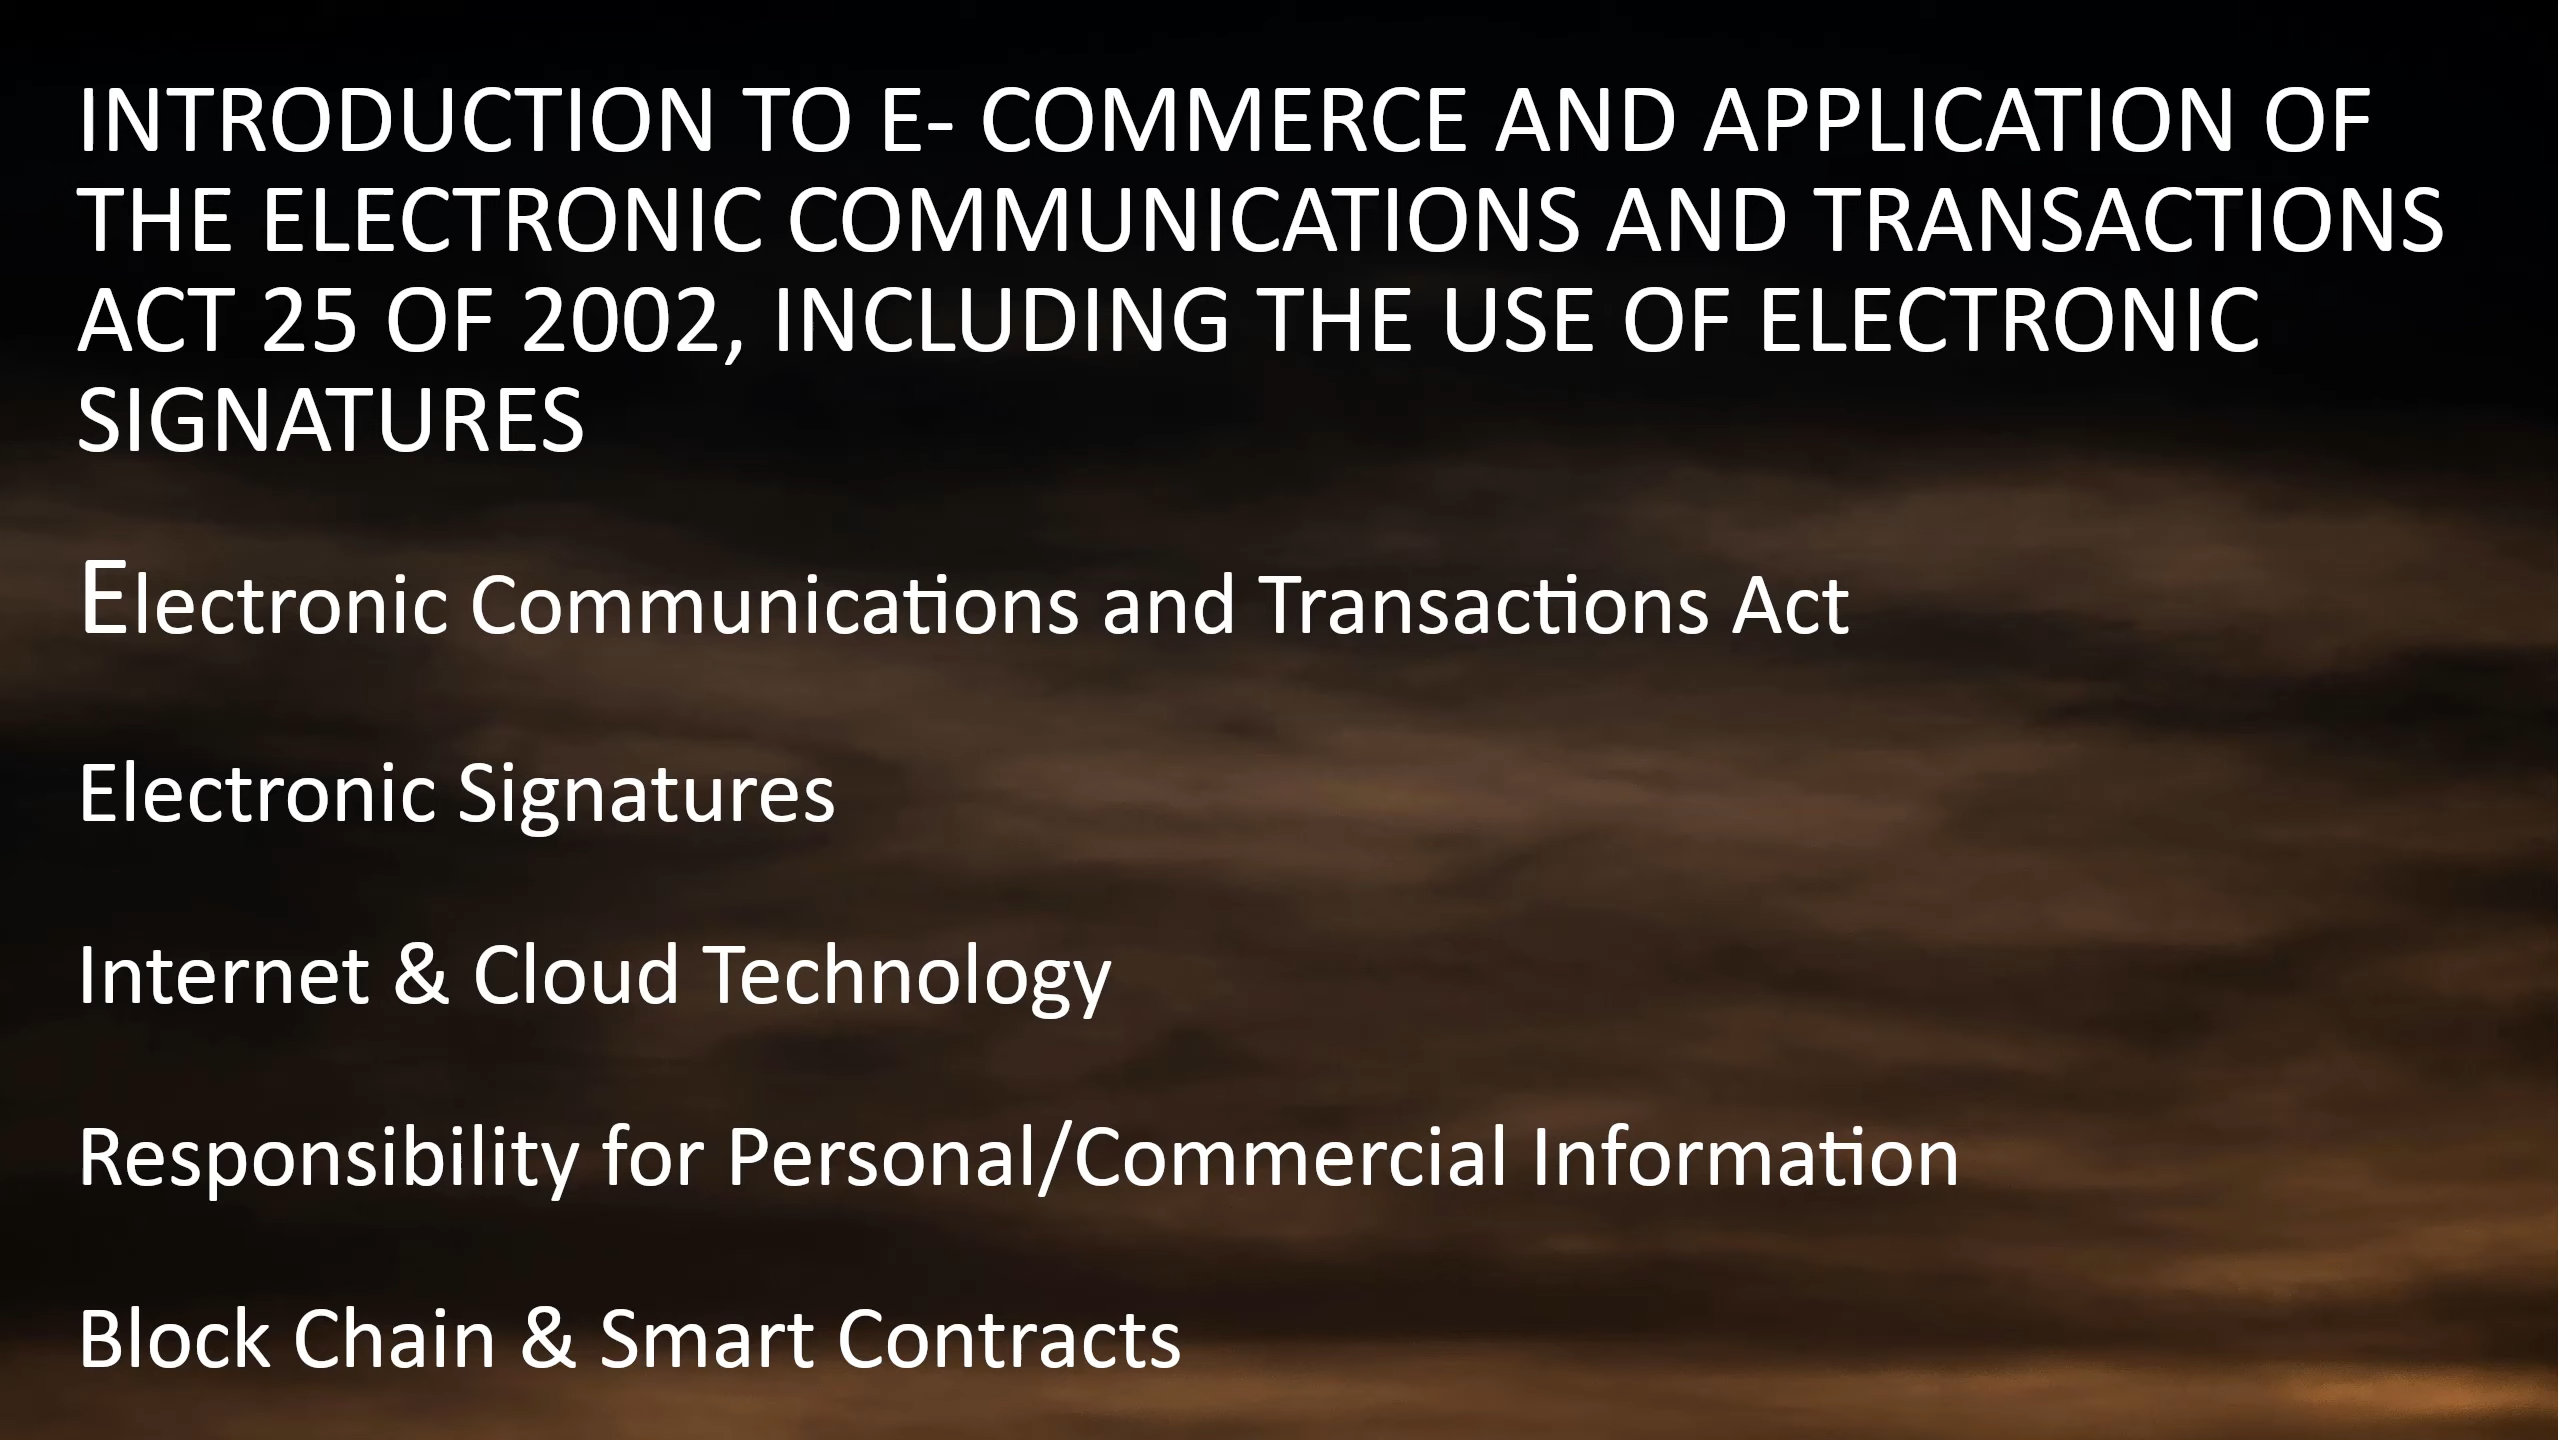 INTRODUCTION TO E- COMMERCE AND APPLICATION OF
THE ELECTRONIC COMMUNICATIONS AND TRANSACTIONS
ACT 25 OF 2002, INCLUDING THE USE OF ELECTRONIC
SIGNATURES
Electronic Communications and Transactions Act
Electronic Signatures
Internet & Cloud Technology
Responsibility for Personal/Commercial Information
Block Chain & Smart Contracts